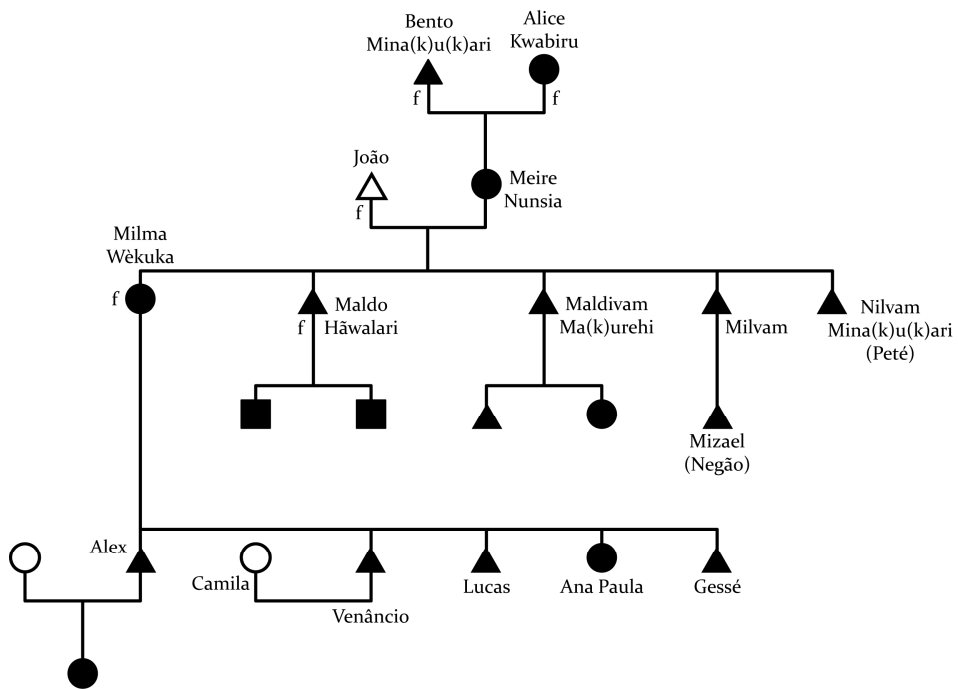 Bento
Mina(k)u(k)ari
Alice
Kwabiru
f
f
João
f
Meire
Nunsia
Milma
Wèkuka
f
Maldo
Hãwalari
f
Maldivam
Ma(k)urehi
Milvam
Nilvam
Mina(k)u(k)ari
(Peté)
Mizael
(Negão)
Alex
Camila
Venâncio
Lucas
Ana Paula
Gessé